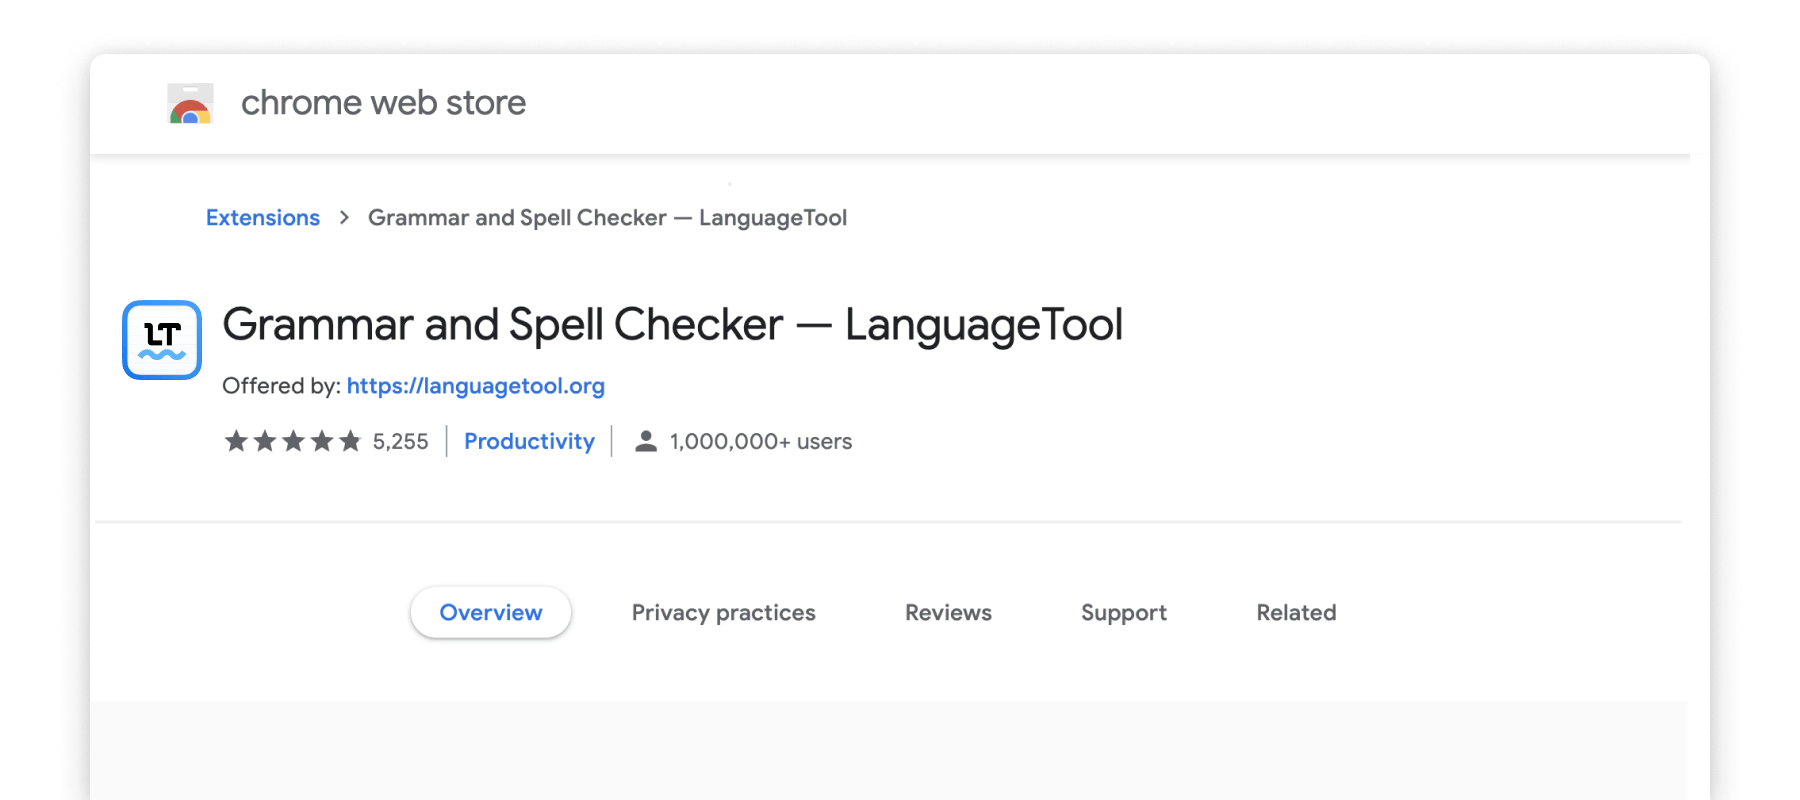 chrome web store
Extensions > Grammar and Spell Checker — LanguageTool
LT
Grammar and Spell Checker — LanguageTool
Offered by: https://languagetool.org
5,255 Productivity 1,000,000+ users
Overview Privacy practices Reviews Support Related